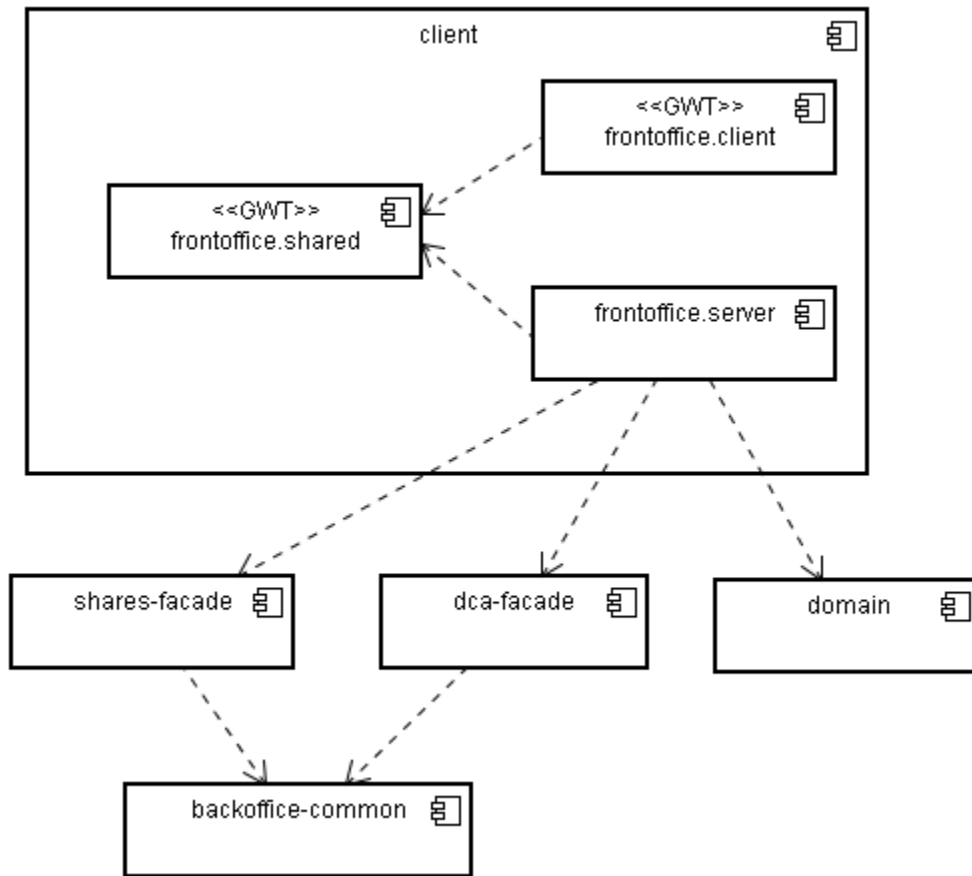 client
<<GWT>>
frontoffice.client
<<GWT>>
frontoffice.shared
frontoffice.server
shares-facade
dca-facade
domain
backoffice-common